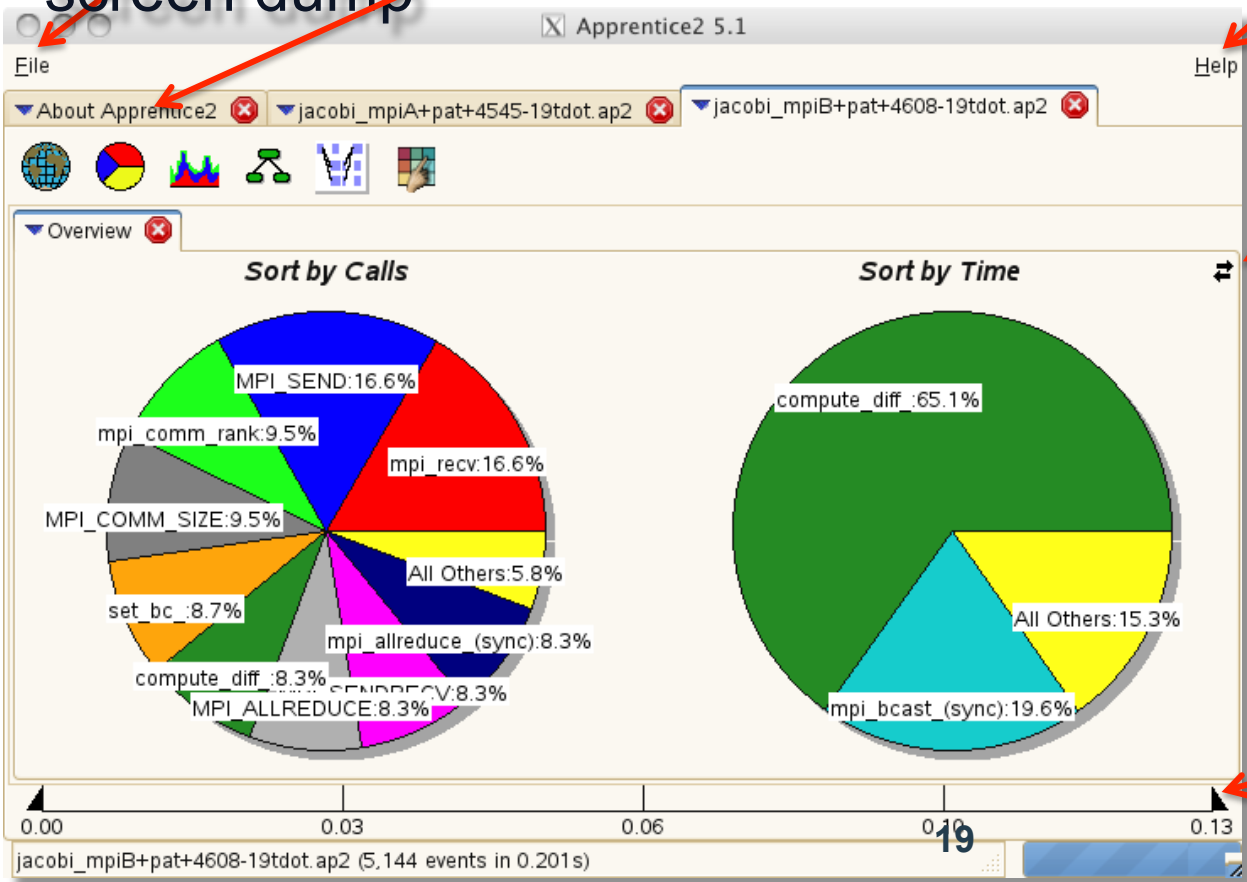 screen dump
Apprentice2 5.1
File
Help
About Apprentice2
jacobi_mpiA+pat+4545-19tdot.ap2
jacobi_mpiB+pat+4608-19tdot.ap2
Overview
Sort by Calls
Sort by Time
MPI_SEND:16.6%
compute_diff_:65.1%
mpi_comm_rank:9.5%
mpi_recv:16.6%
MPI_COMM_SIZE:9.5%
All Others:5.8%
set_bc_:8.7%
All Others:15.3%
mpi_allreduce_(sync):8.3%
compute_diff_:8.3%
V:8.3%
MPI_ALLREDUCE:8.3%
mpi_bcast_(sync):19.6%
0.00
0.03
0.06
0.10
0.13
19
jacobi_mpiB+pat+4608-19tdot.ap2 (5,144 events in 0.201s)